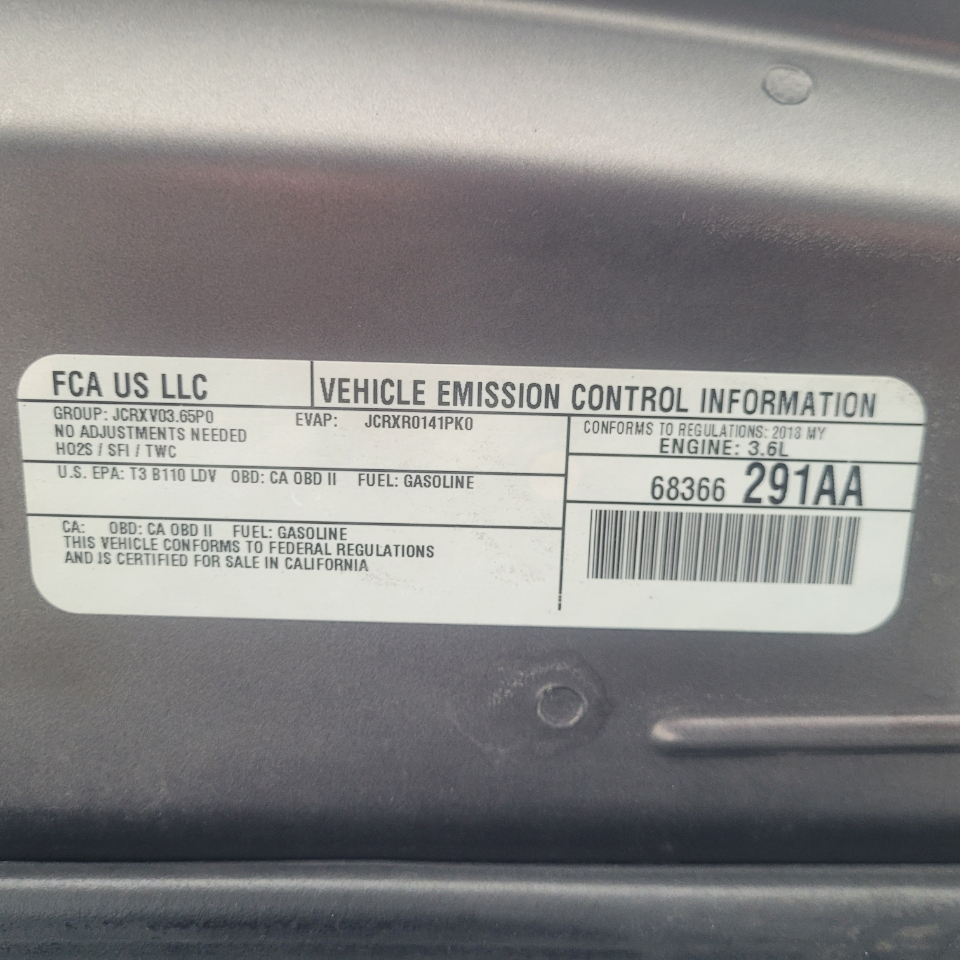 FCA US LLC
VEHICLE EMISSION CONTROL INFORMATION
GROUP: JCRXV03.65P0 EVAP: JCRXR0141PK0
NO ADJUSTMENTS NEEDED
HO2S / SFI / TWC
CONFORMS TO REGULATIONS: 2018 MY
ENGINE: 3.6L
U.S. EPA: T3 B110 LDV OBD: CA OBD II FUEL: GASOLINE
68366 291AA
CA: OBD: CA OBD II FUEL: GASOLINE
THIS VEHICLE CONFORMS TO FEDERAL REGULATIONS
AND IS CERTIFIED FOR SALE IN CALIFORNIA